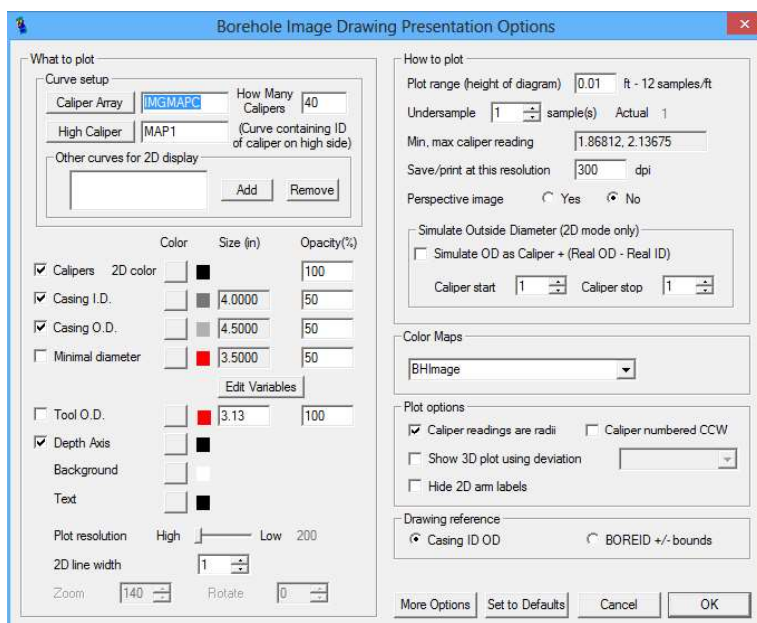 Borehole Image Drawing Presentation Options
What to plot
Curve setup
Caliper Array IMGMAPC How Many Calipers 40
High Caliper MAP1 (Curve containing ID of caliper on high side)
Other curves for 2D display
Add Remove
Color Size (in) Opacity(%)
Calipers 2D color 100
Casing I.D. 4.0000 50
Casing O.D. 4.5000 50
Minimal diameter 3.5000 50
Edit Variables
Tool O.D. 3.13 100
Depth Axis
Background
Text
Plot resolution High Low 200
2D line width 1
Zoom 140 Rotate 0
How to plot
Plot range (height of diagram) 0.01 ft - 12 samples/ft
Undersample 1 sample(s) Actual 1
Min, max caliper reading 1.86812, 2.13675
Save/print at this resolution 300 dpi
Perspective image Yes No
Simulate Outside Diameter (2D mode only)
Simulate OD as Caliper + (Real OD - Real ID)
Caliper start 1 Caliper stop 1
Color Maps
BHImage
Plot options
Caliper readings are radii Caliper numbered CCW
Show 3D plot using deviation
Hide 2D arm labels
Drawing reference
Casing ID OD BOREID +/- bounds
More Options Set to Defaults Cancel OK